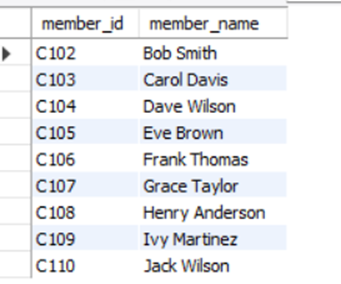 member_id member_name
C102 Bob Smith
C103 Carol Davis
C104 Dave Wilson
C105 Eve Brown
C106 Frank Thomas
C107 Grace Taylor
C108 Henry Anderson
C109 Ivy Martinez
C110 Jack Wilson